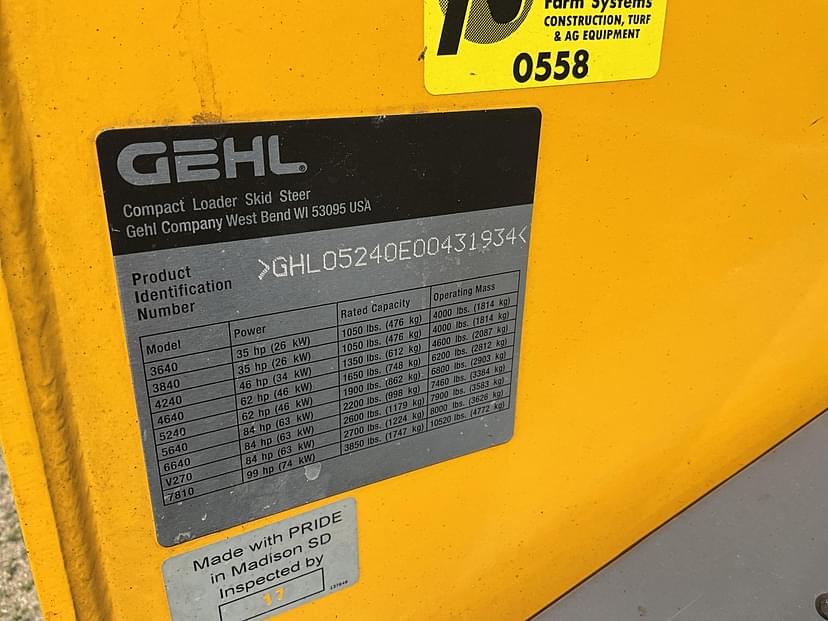 Farm Systems
CONSTRUCTION, TURF
& AG EQUIPMENT
0558
GEHL
Compact Loader Skid Steer
Gehl Company West Bend WI 53095 USA
Product
Identification
Number
>GHL05240E00431934<
Model Power Rated Capacity Operating Mass
3640 35 hp (26 kW) 1050 lbs. (476 kg) 4000 lbs. (1814 kg)
3840 35 hp (26 kW) 1050 lbs. (476 kg) 4000 lbs. (1814 kg)
4240 46 hp (34 kW) 1350 lbs. (612 kg) 4600 lbs. (2087 kg)
4640 62 hp (46 kW) 1650 lbs. (748 kg) 6200 lbs. (2812 kg)
5240 62 hp (46 kW) 1900 lbs. (862 kg) 6800 lbs. (2903 kg)
5640 84 hp (63 kW) 2200 lbs. (998 kg) 7460 lbs. (3384 kg)
6640 84 hp (63 kW) 2600 lbs. (1179 kg) 7900 lbs. (3583 kg)
V270 84 hp (63 kW) 2700 lbs. (1224 kg) 8000 lbs. (3626 kg)
7810 99 hp (74 kW) 3850 lbs. (1747 kg) 10520 lbs. (4772 kg)
Made with PRIDE
in Madison SD
Inspected by
17